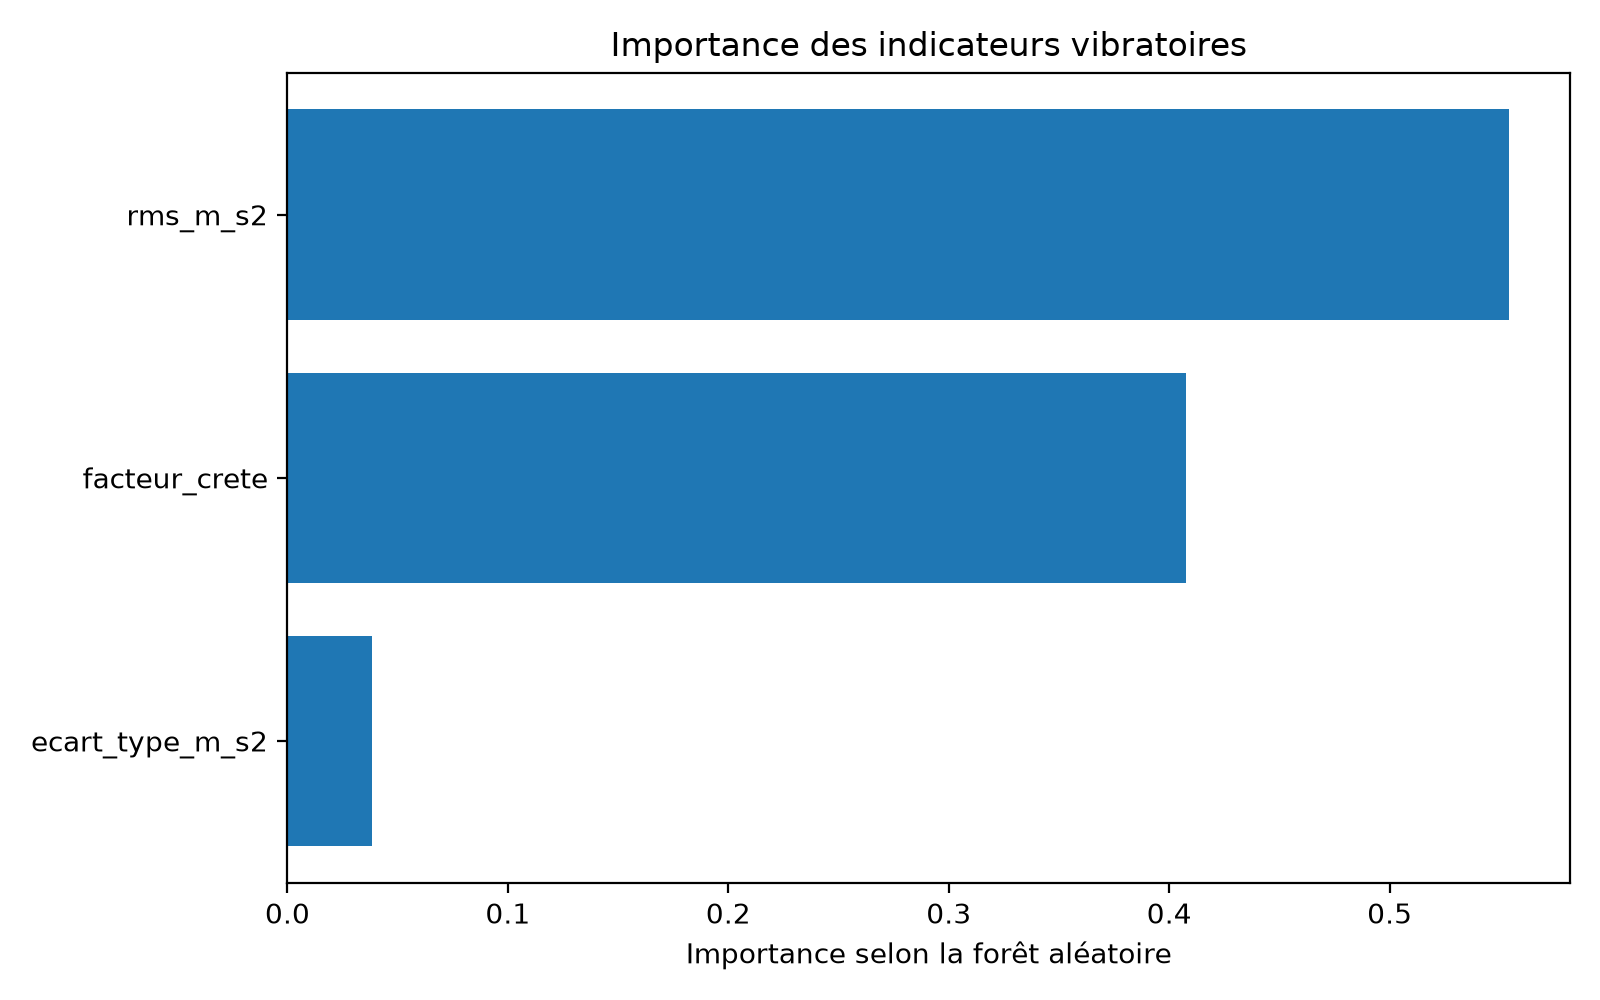 Importance des indicateurs vibratoires
rms_m_s2
facteur_crete
ecart_type_m_s2
0.0 0.1 0.2 0.3 0.4 0.5
Importance selon la forêt aléatoire